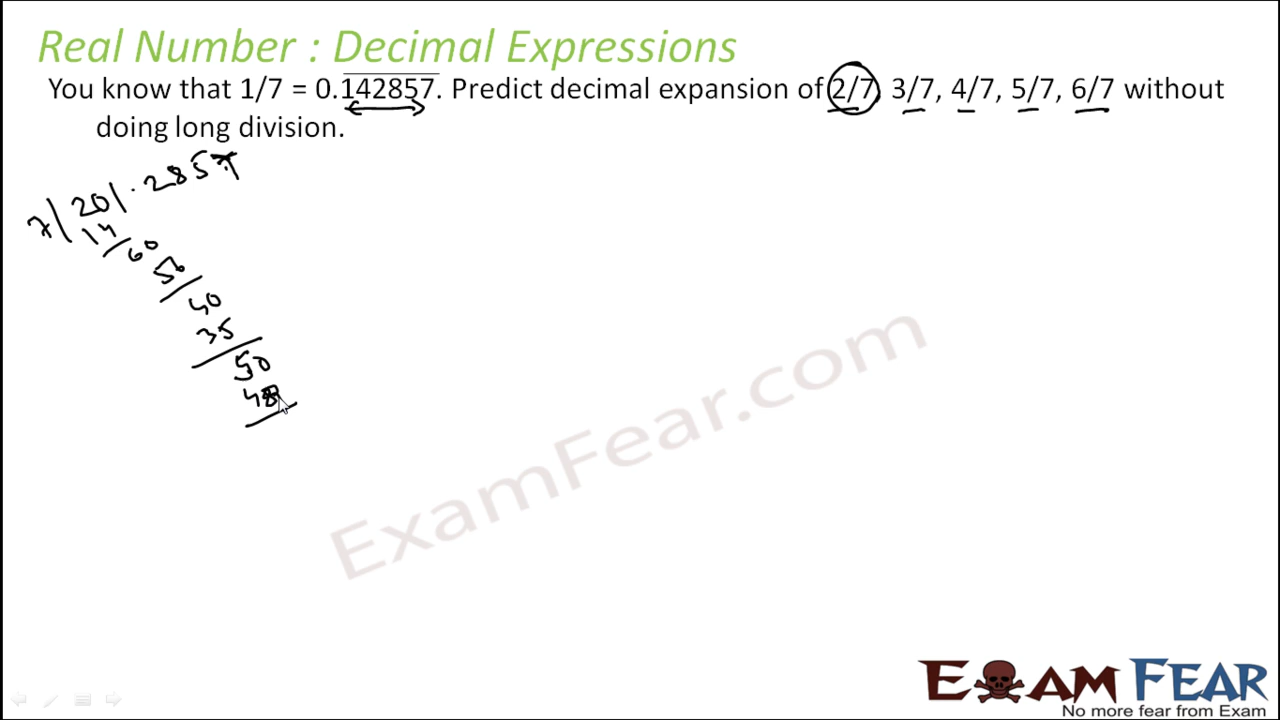 Real Number : Decimal Expressions
You know that 1/7 = 0.142857. Predict decimal expansion of 2/7, 3/7, 4/7, 5/7, 6/7 without
doing long division.
7/ 20 / .2857
14
60
50
40
35
50
48
ExamFear.com
EXAM FEAR
No more fear from Exam